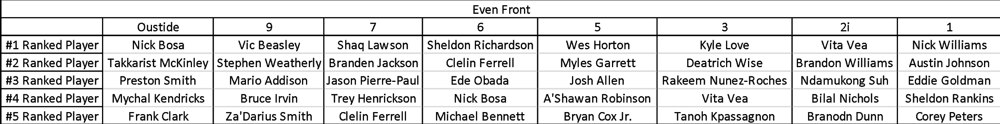 Even Front
Oustide 9 7 6 5 3 2i 1
#1 Ranked Player Nick Bosa Vic Beasley Shaq Lawson Sheldon Richardson Wes Horton Kyle Love Vita Vea Nick Williams
#2 Ranked Player Takkarist McKinley Stephen Weatherly Branden Jackson Clelin Ferrell Myles Garrett Deatrich Wise Brandon Williams Austin Johnson
#3 Ranked Player Preston Smith Mario Addison Jason Pierre-Paul Ede Obada Josh Allen Rakeem Nunez-Roches Ndamukong Suh Eddie Goldman
#4 Ranked Player Mychal Kendricks Bruce Irvin Trey Henrickson Nick Bosa A'Shawan Robinson Vita Vea Bilal Nichols Sheldon Rankins
#5 Ranked Player Frank Clark Za'Darius Smith Clelin Ferrell Michael Bennett Bryan Cox Jr. Tanoh Kpassagnon Branodn Dunn Corey Peters